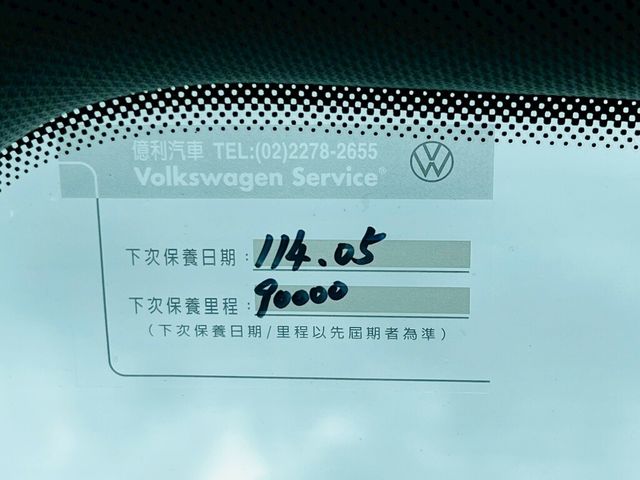 億利汽車 TEL:(02)2278-2655
Volkswagen Service®
下次保養日期：114.05
下次保養里程：90000
（下次保養日期/里程以先屆期者為準）